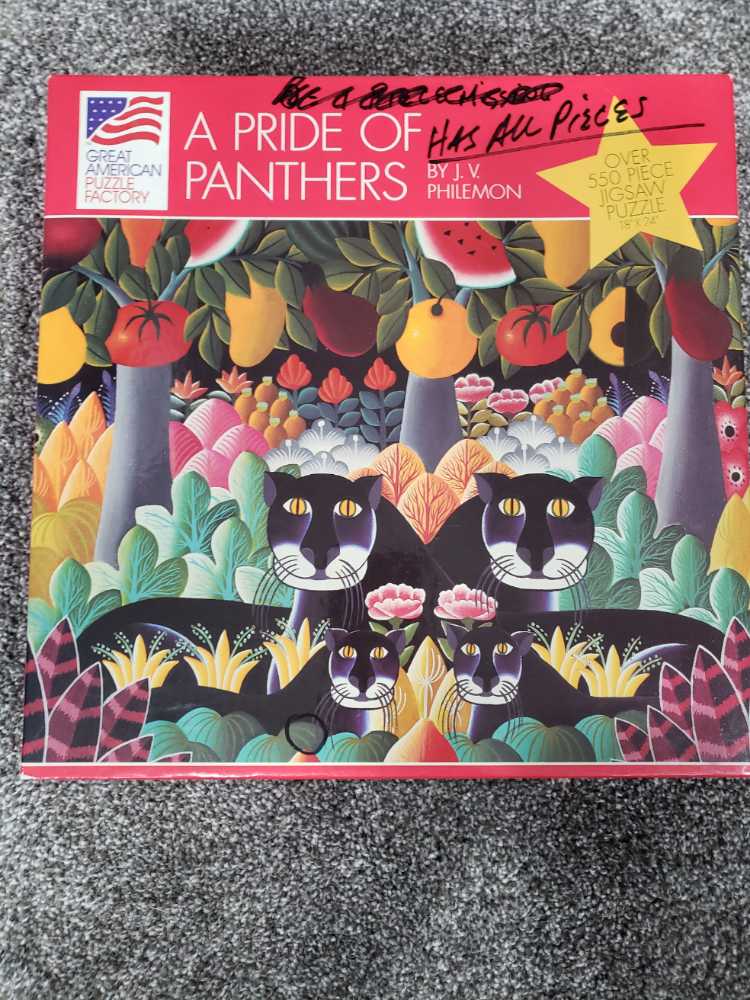 HAS ALL PIECES
GREAT
AMERICAN
PUZZLE
FACTORY
A PRIDE OF
PANTHERS
BY J. V.
PHILEMON
OVER
550 PIECE
JIGSAW
PUZZLE
18" X 24"